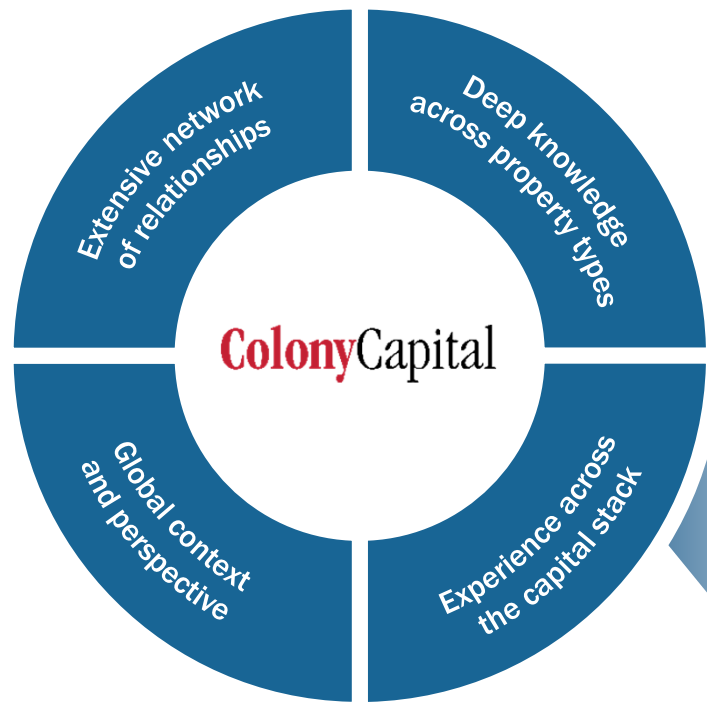 Extensive network
of relationships
Deep knowledge
across property types
ColonyCapital
Global context
and perspective
Experience across
the capital stack